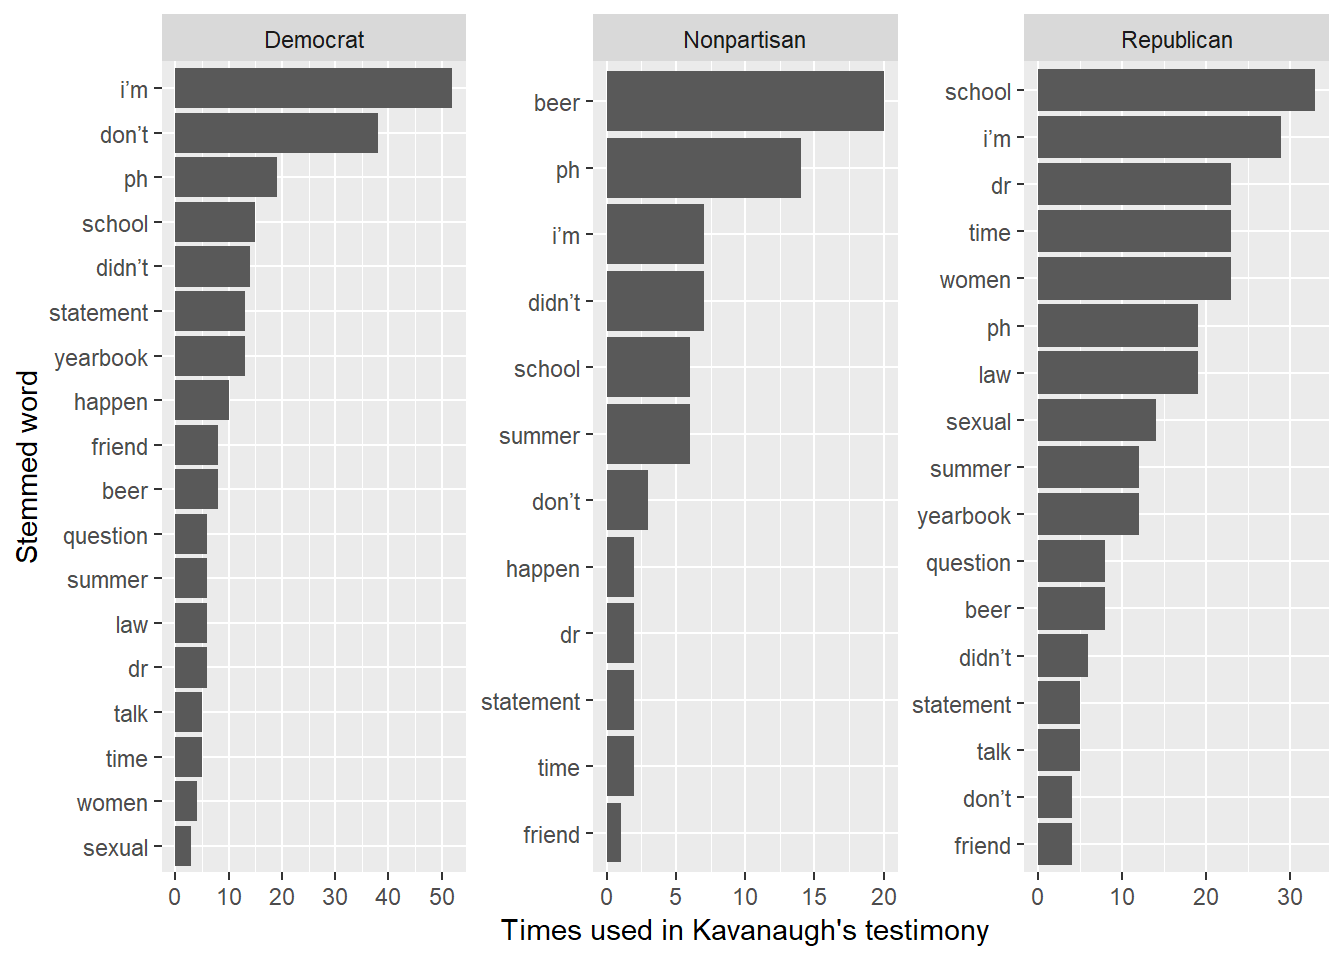 Democrat
Nonpartisan
Republican
Stemmed word
i’m
don’t
ph
school
didn’t
statement
yearbook
happen
friend
beer
question
summer
law
dr
talk
time
women
sexual
0 10 20 30 40 50
beer
ph
i’m
didn’t
school
summer
don’t
happen
dr
statement
time
friend
0 5 10 15 20
school
i’m
dr
time
women
ph
law
sexual
summer
yearbook
question
beer
didn’t
statement
talk
don’t
friend
0 10 20 30
Times used in Kavanaugh's testimony